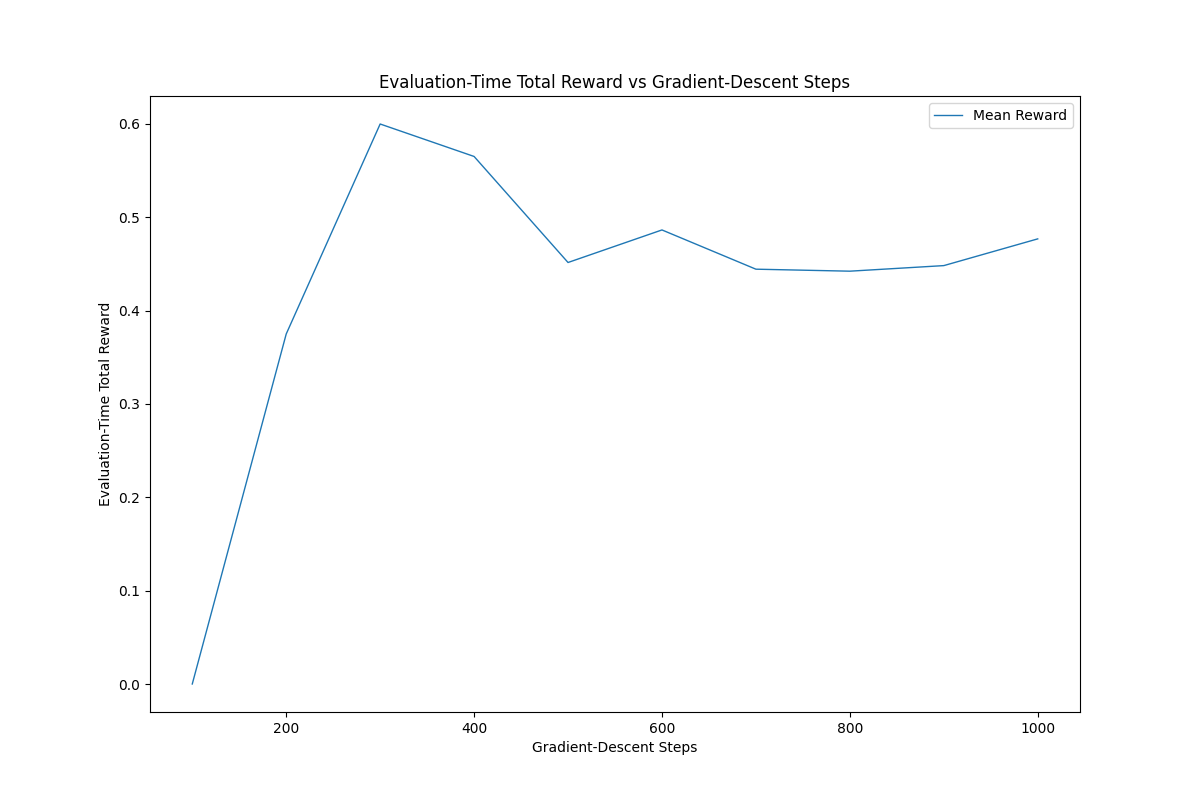 Evaluation-Time Total Reward vs Gradient-Descent Steps
Mean Reward
Evaluation-Time Total Reward
0.6
0.5
0.4
0.3
0.2
0.1
0.0
200 400 600 800 1000
Gradient-Descent Steps